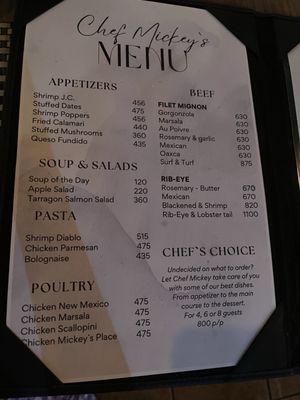 Chef Mickey's
MENU
APPETIZERS
Shrimp J.C. 456
Stuffed Dates 456
Shrimp Poppers 475
Fried Calamari 456
Stuffed Mushrooms 440
Queso Fundido 360
435
SOUP & SALADS
Soup of the Day 120
Apple Salad 220
Tarragon Salmon Salad 360
PASTA
Shrimp Diablo 515
Chicken Parmesan 475
Bolognaise 435
POULTRY
Chicken New Mexico 475
Chicken Marsala 475
Chicken Scallopini 475
Chicken Mickey's Place 475
BEEF
FILET MIGNON
Gorgonzola 630
Marsala 630
Au Poivre 630
Rosemary & garlic 630
Mexican 630
Oaxca 630
Surf & Turf 875
RIB-EYE
Rosemary - Butter 670
Mexican 670
Blackened & Shrimp 820
Rib-Eye & Lobster tail 1100
CHEF'S CHOICE
Undecided on what to order?
Let Chef Mickey take care of you
with some of our best dishes.
From appetizer to the main
course to the dessert.
For 4, 6 or 8 guests
800 p/p